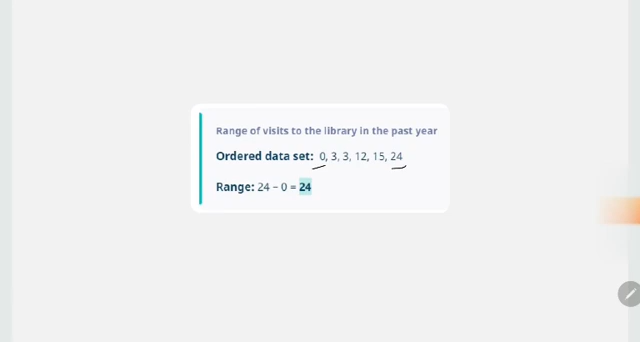 Range of visits to the library in the past year
Ordered data set: 0, 3, 3, 12, 15, 24
Range: 24 – 0 = 24